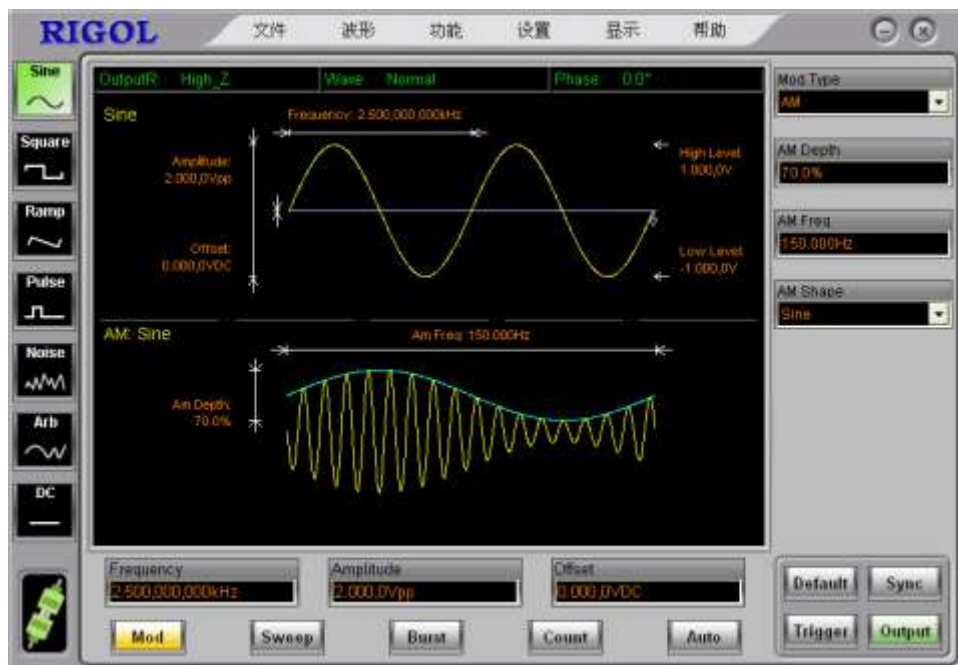 RIGOL
文件 波形 功能 设置 显示 帮助
Sine
Square
Ramp
Pulse
Noise
Arb
DC
OutputR: High_Z Wave: Normal Phase: 0.0°
Sine
Frequency: 2.500,000,000kHz
Amplitude:
2.000,0Vpp
High Level:
1.000,0V
Offset:
0.000,0VDC
Low Level:
-1.000,0V
AM: Sine
Am Freq: 150.000Hz
Am Depth:
70.0%
Mod Type
AM
AM Depth
70.0%
AM Freq
150.000Hz
AM Shape
Sine
Frequency
2.500,000,000kHz
Amplitude
2.000,0Vpp
Offset
0.000,0VDC
Mod Sweep Burst Count Auto
Default Sync
Trigger Output